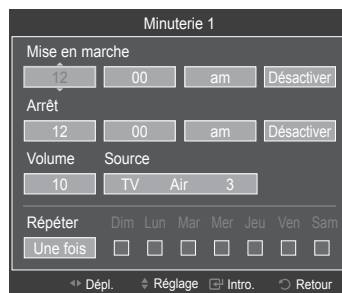 Minuterie 1
Mise en marche
12 00 am Désactiver
Arrêt
12 00 am Désactiver
Volume Source
10 TV Air 3
Répéter Dim Lun Mar Mer Jeu Ven Sam
Une fois
Dépl. Réglage Intro. Retour